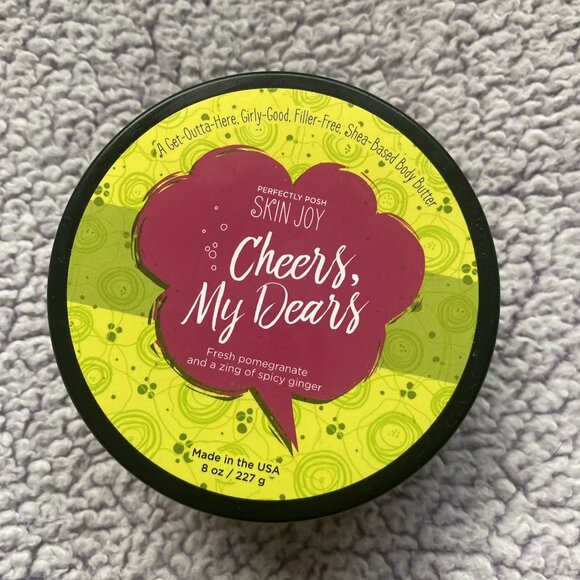 A Get-Outta-Here, Girly-Good, Filler-Free, Shea-Based Body Butter
PERFECTLY POSH
SKIN JOY
Cheers,
My Dears
Fresh pomegranate
and a zing of spicy ginger
Made in the USA
8 oz / 227 g